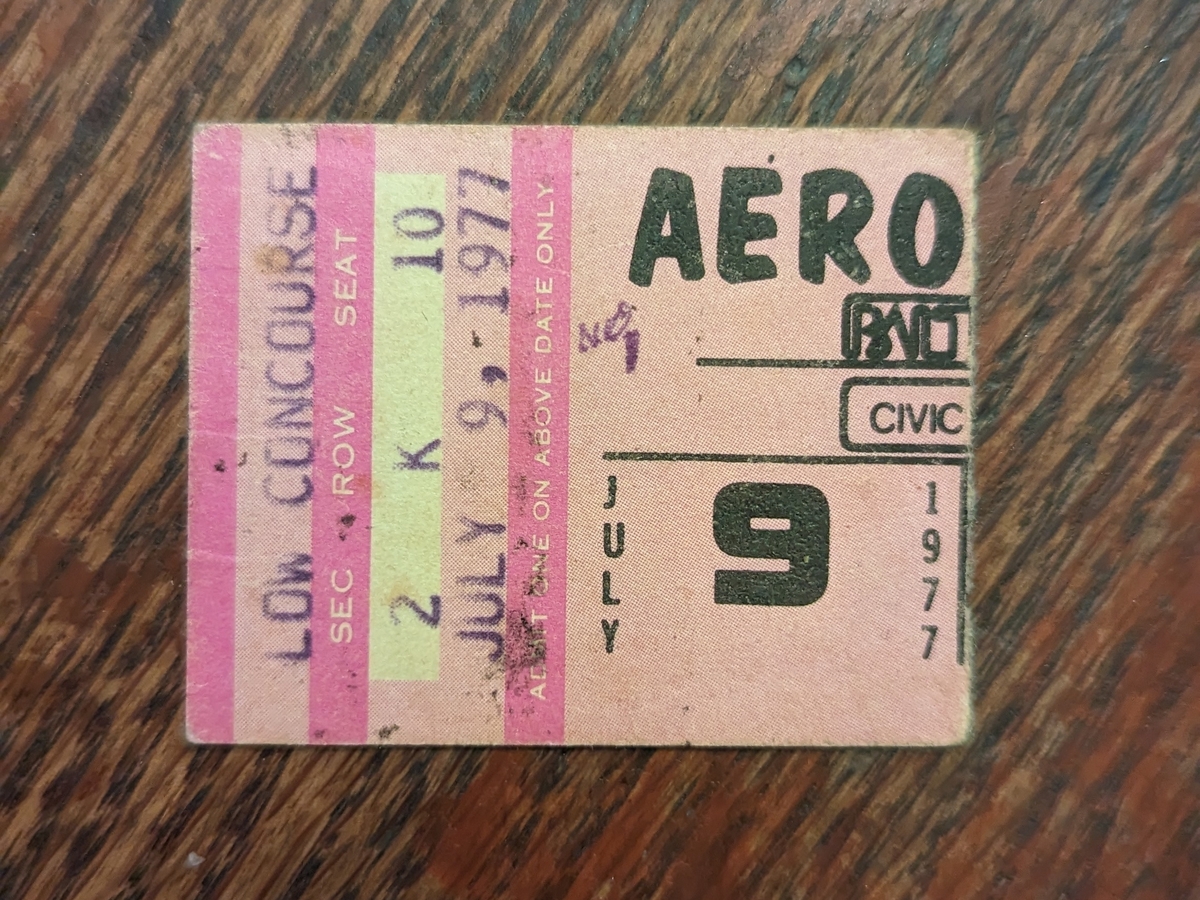 LOW CONCOURSE
SEC ROW SEAT
2 K 10
JULY 9, 1977
ADMIT ONE ON ABOVE DATE ONLY
AERO
CIVIC
JULY
9
1977